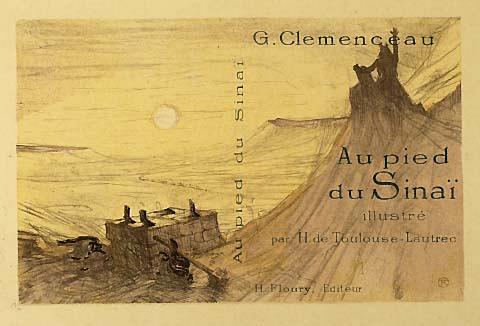 G. Clemenceau
Au pied du Sinaï
Au pied
du Sinaï
illustré
par H. de Toulouse-Lautrec
H. Floury, Editeur